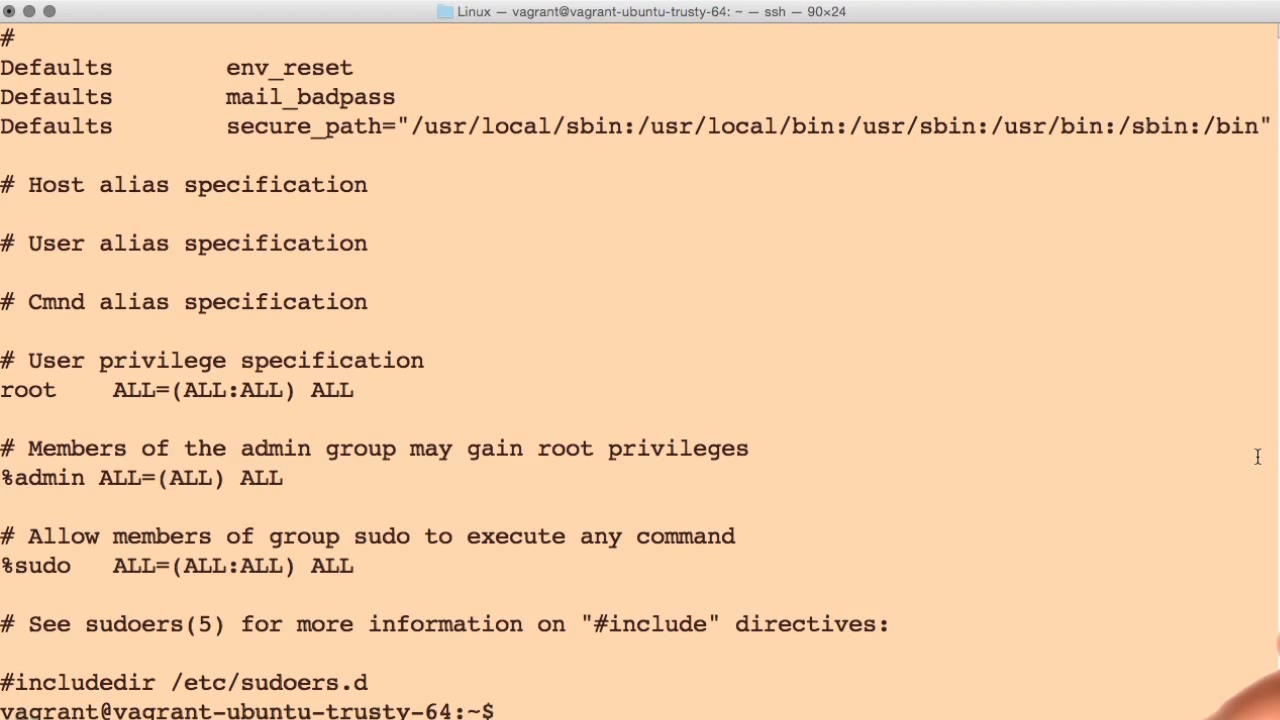 Linux — vagrant@vagrant-ubuntu-trusty-64: ~ — ssh — 90×24
#
Defaults        env_reset
Defaults        mail_badpass
Defaults        secure_path="/usr/local/sbin:/usr/local/bin:/usr/sbin:/usr/bin:/sbin:/bin"
# Host alias specification
# User alias specification
# Cmnd alias specification
# User privilege specification
root    ALL=(ALL:ALL) ALL
# Members of the admin group may gain root privileges
%admin ALL=(ALL) ALL
# Allow members of group sudo to execute any command
%sudo   ALL=(ALL:ALL) ALL
# See sudoers(5) for more information on "#include" directives:
#includedir /etc/sudoers.d
vagrant@vagrant-ubuntu-trusty-64:~$